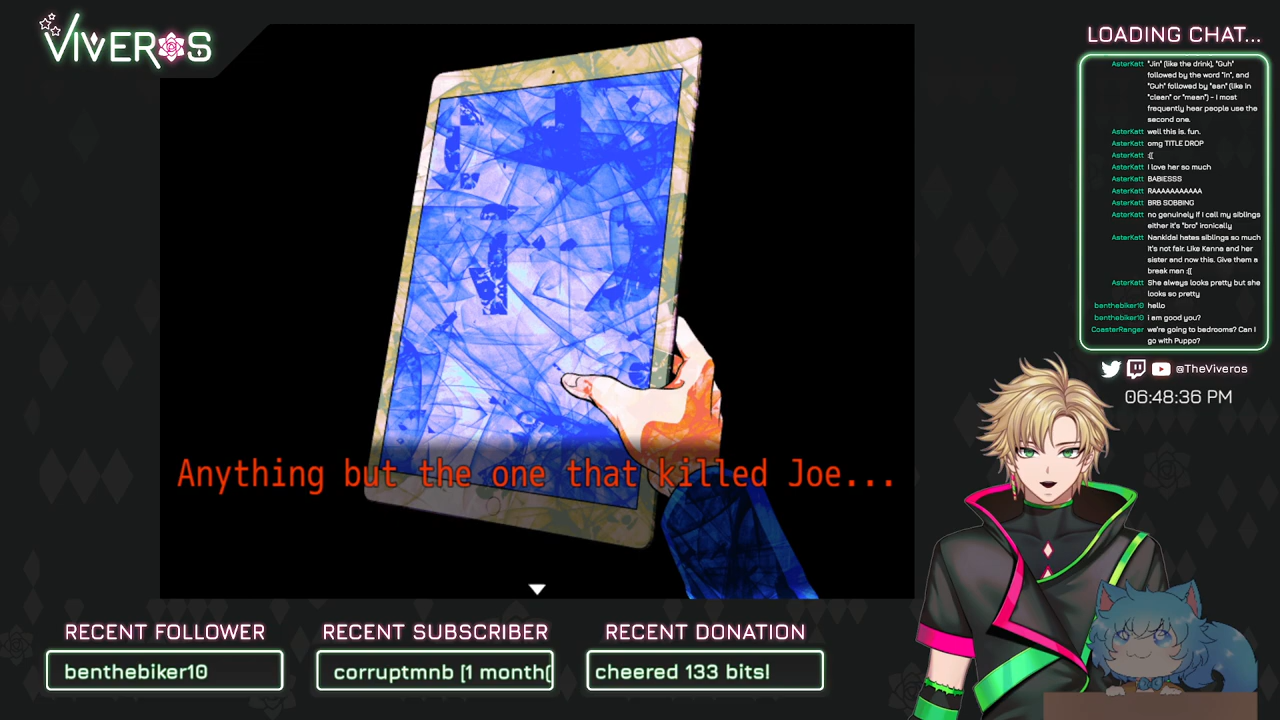 VIVEROS
LOADING CHAT...
AsterKatt "Jin" (like the drink), "Guh"
followed by the word "in", and
"Guh" followed by "ean" (like in
"clean" or "mean") - I most
frequently hear people use the
second one.
AsterKatt well this is. fun.
AsterKatt omg TITLE DROP
AsterKatt :((
AsterKatt I love her so much
AsterKatt BABIESSS
AsterKatt RAAAAAAAAAAA
AsterKatt BRB SOBBING
AsterKatt no genuinely if I call my siblings
either it's "bro" ironically
AsterKatt Nankidai hates siblings so much
it's not fair. Like Kanna and her
sister and now this. Give them a
break man :((
AsterKatt She always looks pretty but she
looks so pretty
benthebiker10 hello
benthebiker10 i am good you?
CoasterRanger we're going to bedrooms? Can I
go with Puppo?
@TheViveros
06:48:36 PM
Anything but the one that killed Joe...
RECENT FOLLOWER
benthebiker10
RECENT SUBSCRIBER
corruptmnb (1 month(
RECENT DONATION
cheered 133 bits!